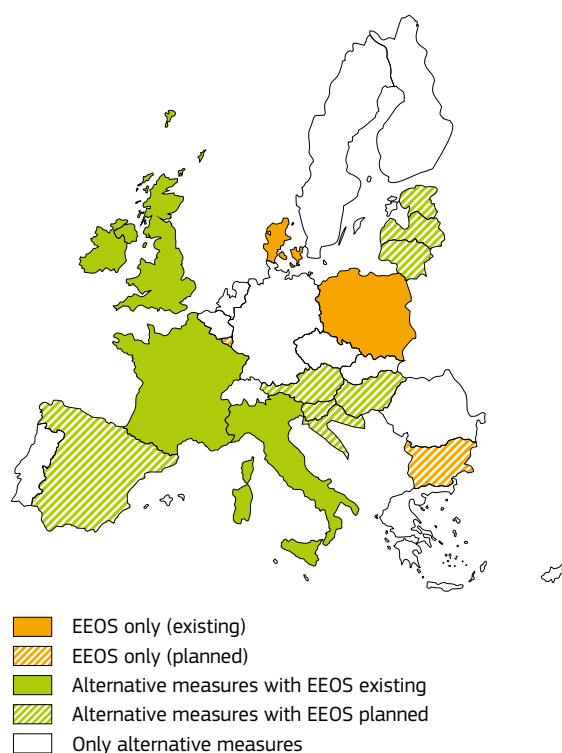 EEOS only (existing)
EEOS only (planned)
Alternative measures with EEOS existing
Alternative measures with EEOS planned
Only alternative measures